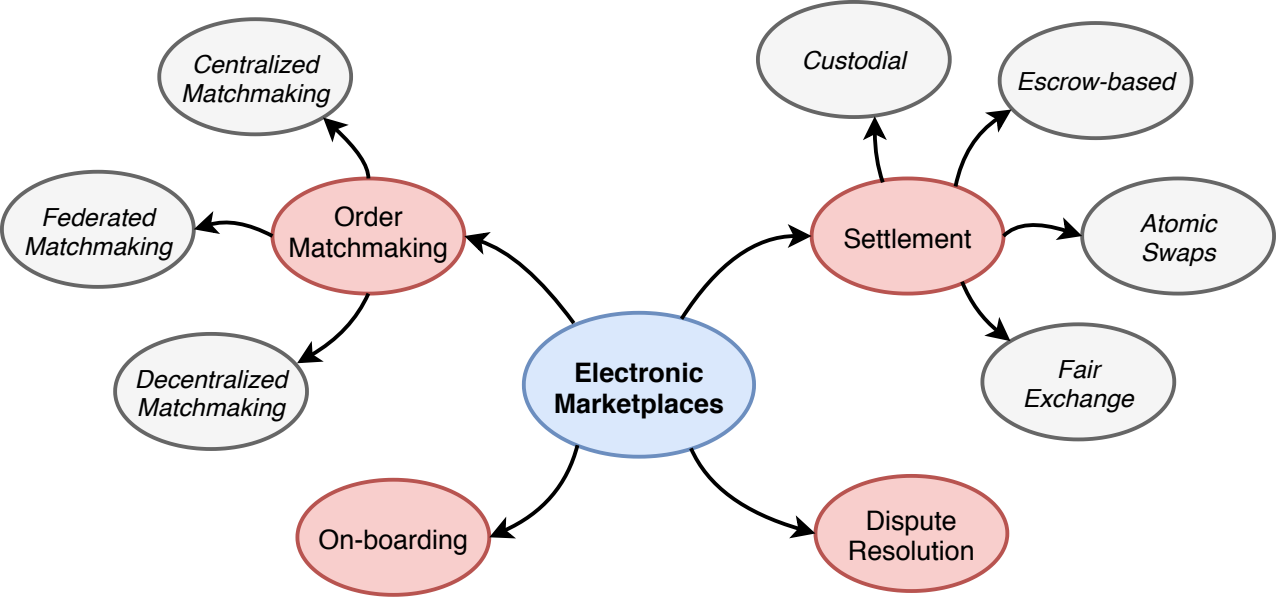 Centralized
Matchmaking
Custodial
Escrow-based
Federated
Matchmaking
Order
Matchmaking
Settlement
Atomic
Swaps
Decentralized
Matchmaking
Electronic
Marketplaces
Fair
Exchange
On-boarding
Dispute
Resolution